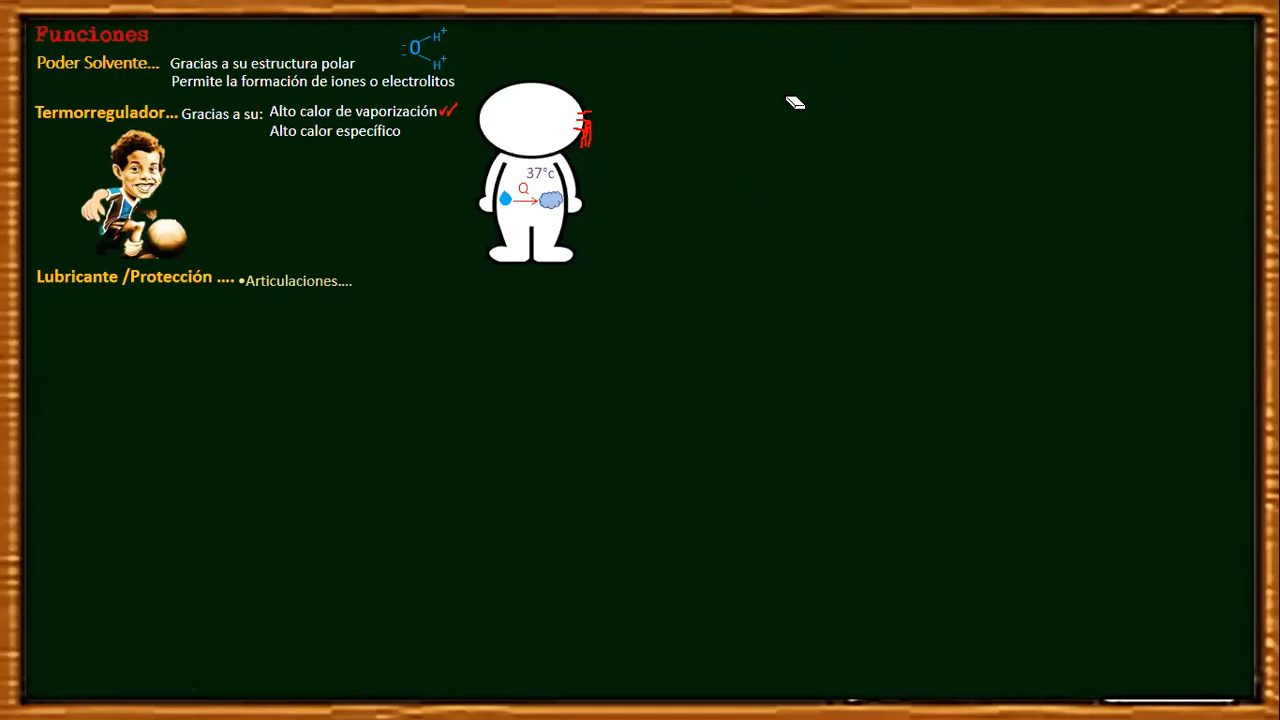 Funciones
Poder Solvente... Gracias a su estructura polar
Permite la formación de iones o electrolitos
- O H+
- H+
Termorregulador... Gracias a su: Alto calor de vaporización
Alto calor específico
37°c
Q
Lubricante /Protección .... •Articulaciones....